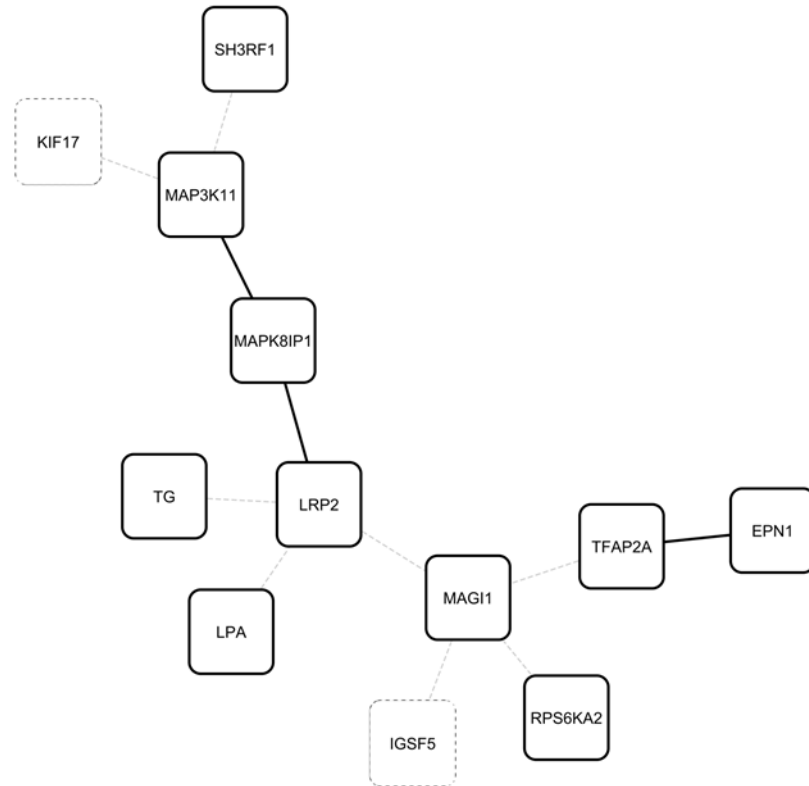 SH3RF1
KIF17
MAP3K11
MAPK8IP1
TG
LRP2
TFAP2A
EPN1
MAGI1
LPA
RPS6KA2
IGSF5